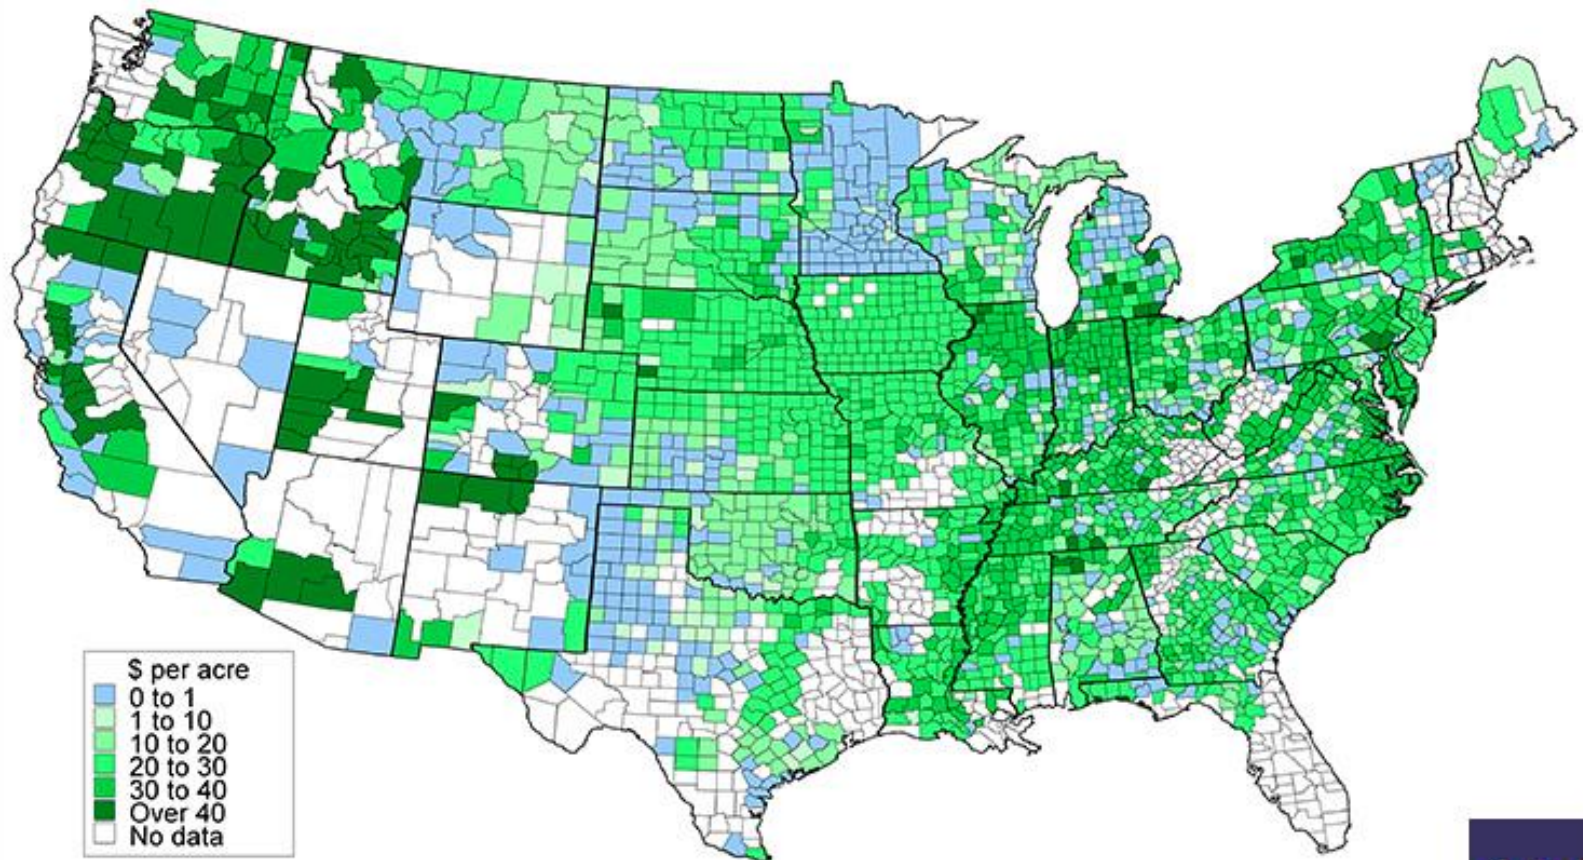 $ per acre
0 to 1
1 to 10
10 to 20
20 to 30
30 to 40
Over 40
No data